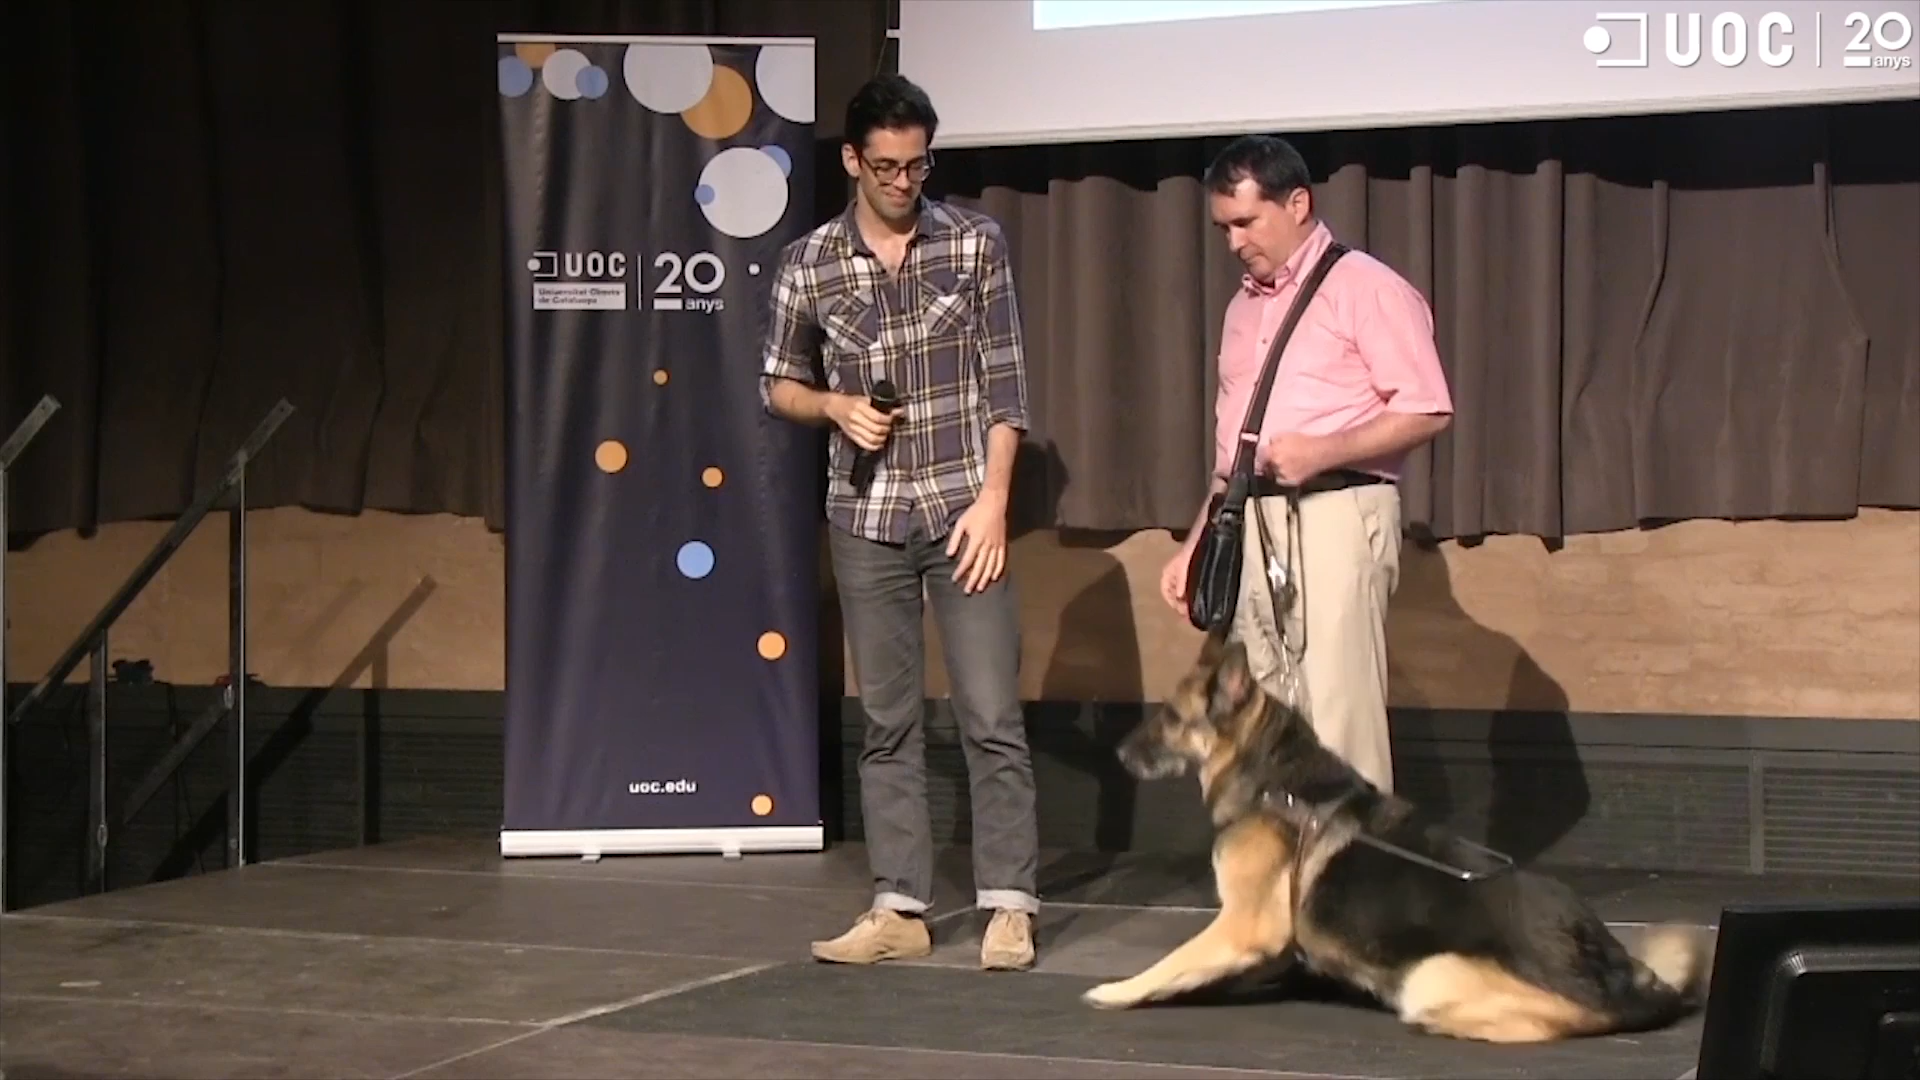 UOC 20
anys
UOC 20
Universitat Oberta
de Catalunya
anys
uoc.edu